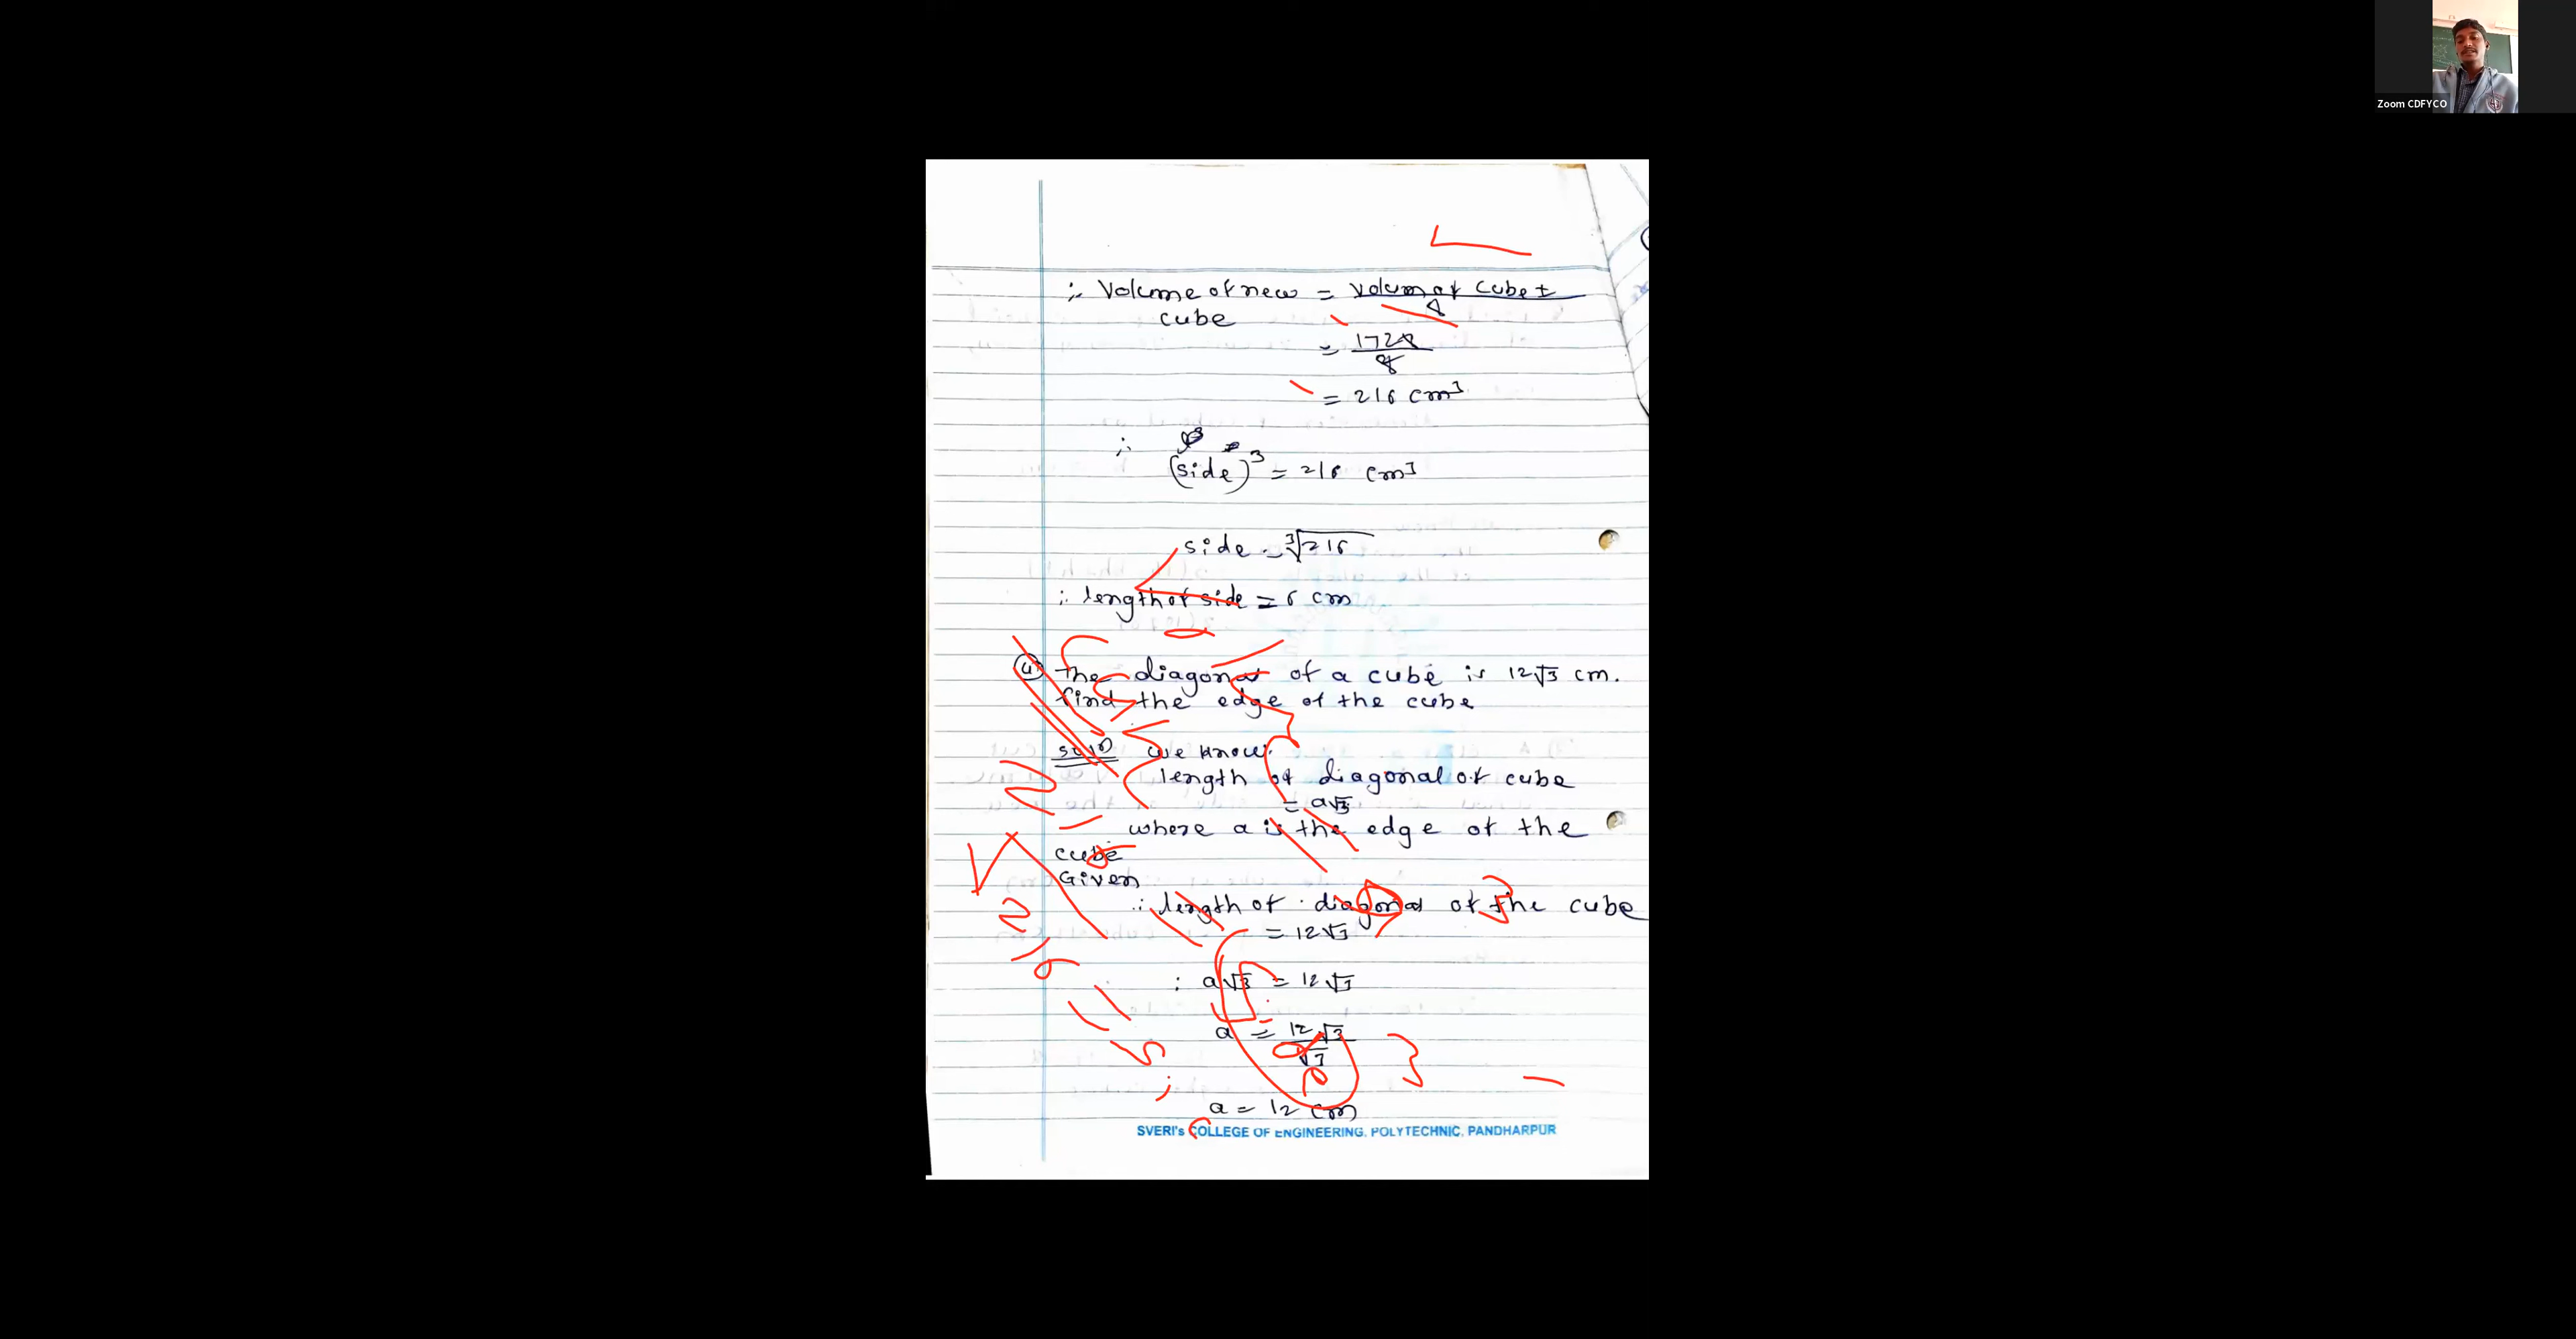 Zoom CDFYCO
∴ Volume of new = volum of cube I
cube 8
= 1728
8
= 216 cm³
∴
(side)³ = 216 cm³
side = ³√216
∴ length of side = 6 cm
(4) The diagonal of a cube is 12√3 cm.
find the edge of the cube
solⁿ we know.
length of diagonal of cube
= a√3
where a is the edge of the
cube
Given
∴ length of diagonal of the cube
= 12√3
∴ a√3 = 12√3
a = 12√3
√3
a = 12 cm
SVERI's COLLEGE OF ENGINEERING, POLYTECHNIC, PANDHARPUR